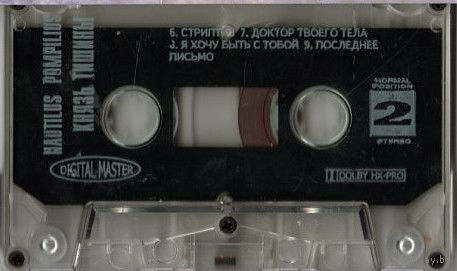 6. СТРИПТИЗ 7. ДОКТОР ТВОЕГО ТЕЛА
Я ХОЧУ БЫТЬ С ТОБОЙ 9. ПОСЛЕДНЕЕ
ПИСЬМО
NAUTILUS POMPILIUS
КНЯЗЬ ТИШИНЫ
NORMAL
POSITION
2
STEREO
DIGITAL MASTER
DOLBY HX-PRO
y.b